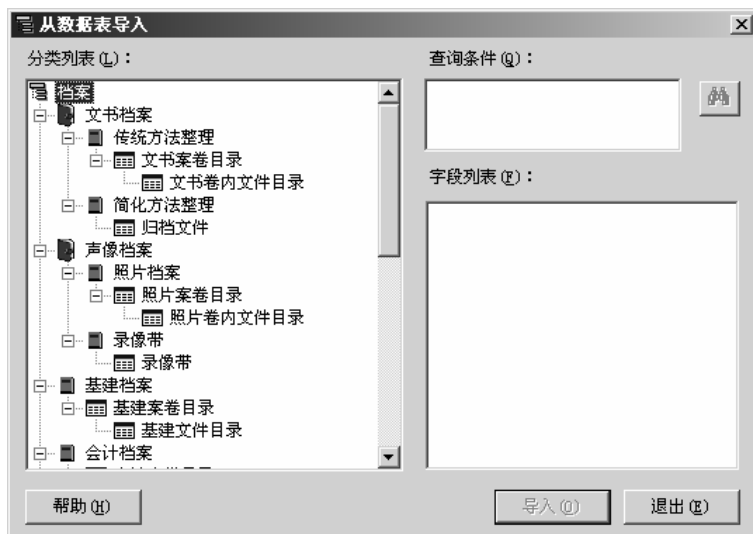 从数据表导入
分类列表(L)：
档案
文书档案
传统方法整理
文书案卷目录
文书卷内文件目录
简化方法整理
归档文件
声像档案
照片档案
照片案卷目录
照片卷内文件目录
录像带
录像带
基建档案
基建案卷目录
基建文件目录
会计档案
查询条件(Q)：
字段列表(F)：
帮助(H)
导入(O)
退出(E)